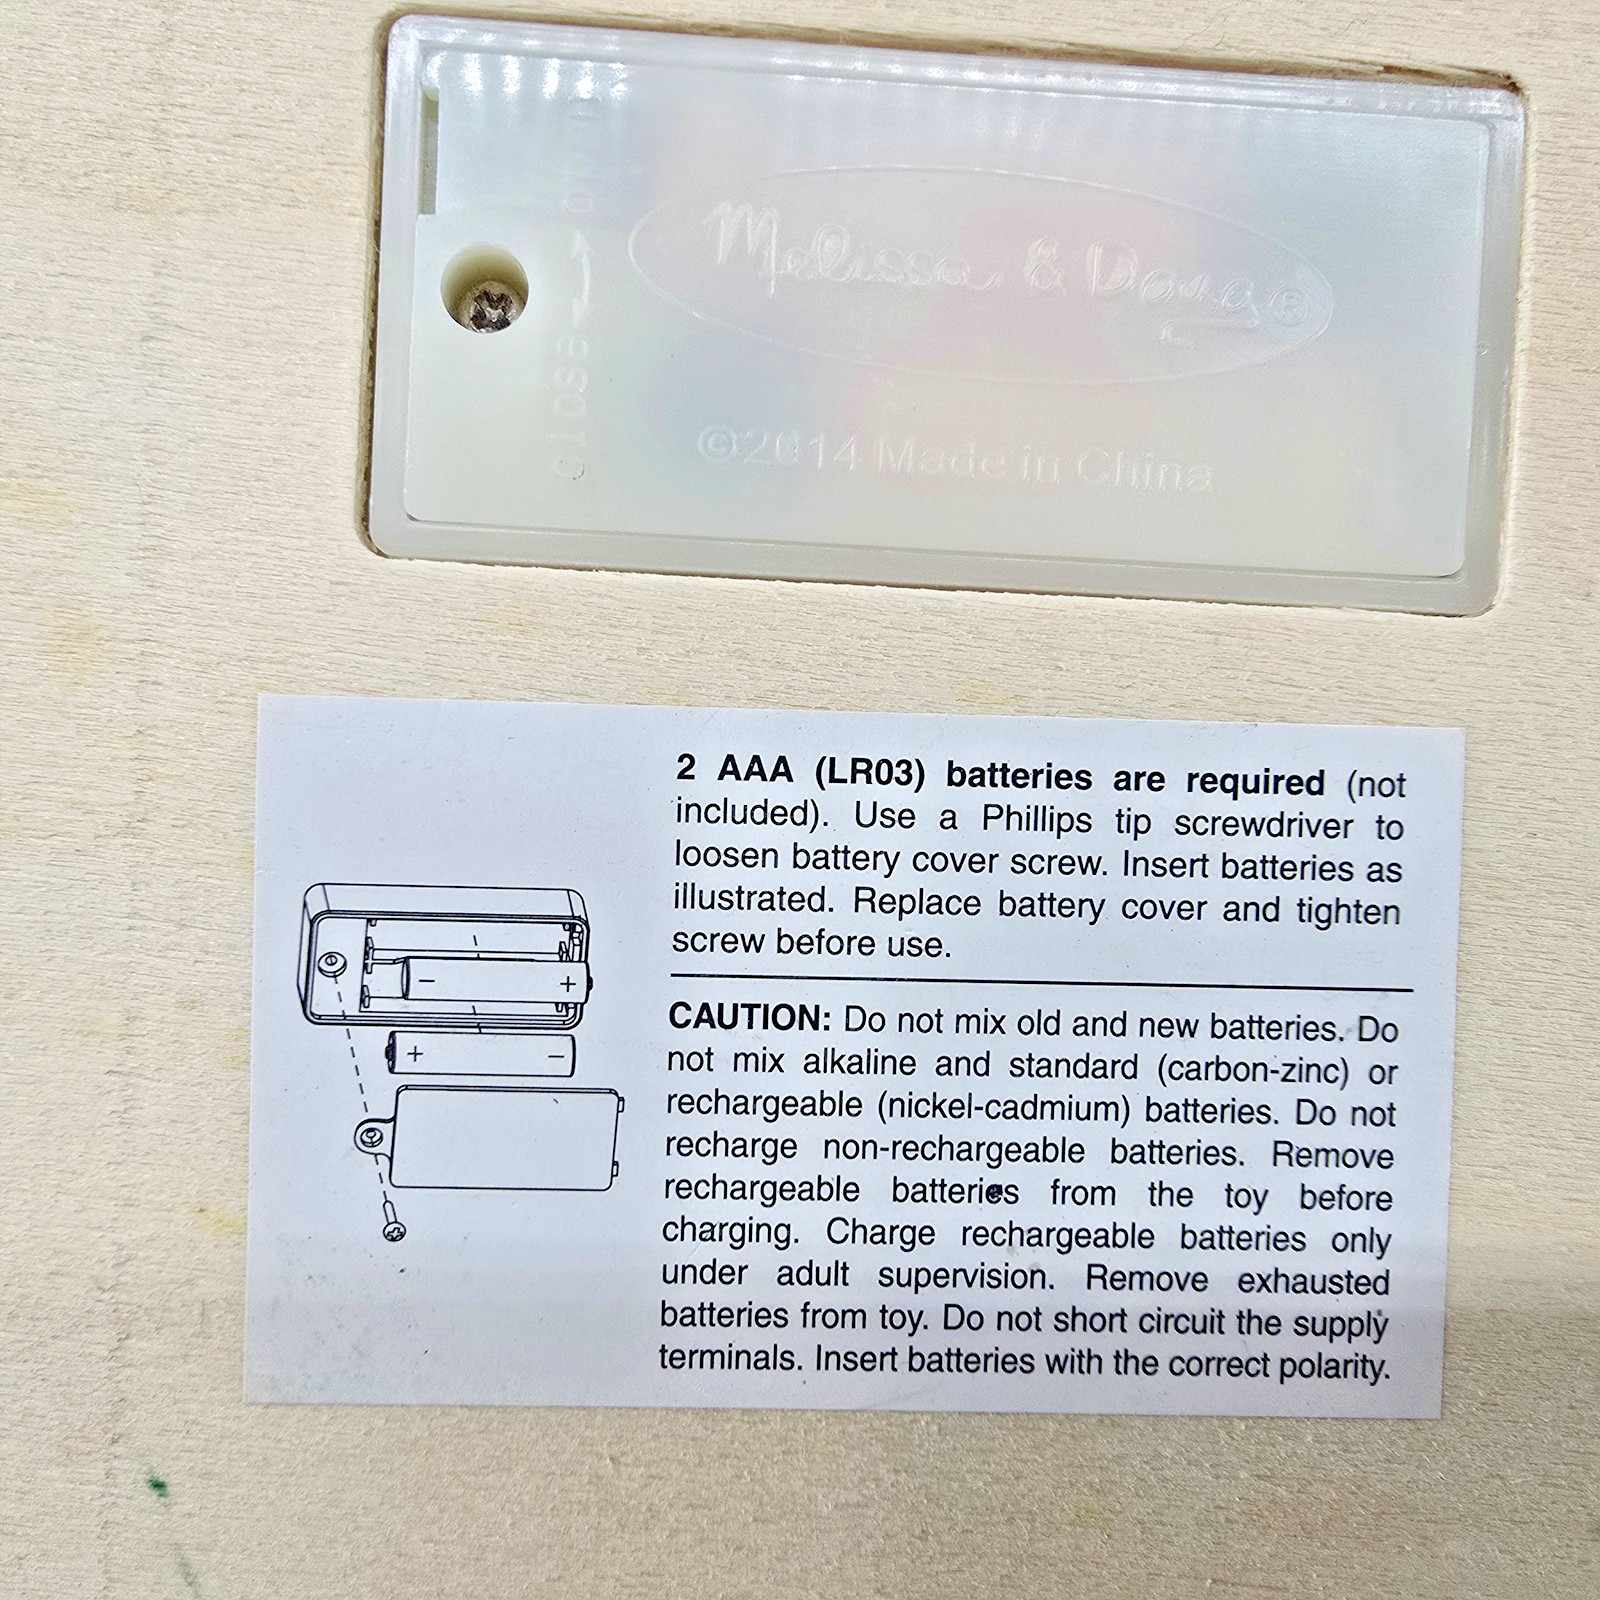 Melissa & Doug®
©2014 Made in China
2 AAA (LR03) batteries are required (not
included). Use a Phillips tip screwdriver to
loosen battery cover screw. Insert batteries as
illustrated. Replace battery cover and tighten
screw before use.
CAUTION: Do not mix old and new batteries. Do
not mix alkaline and standard (carbon-zinc) or
rechargeable (nickel-cadmium) batteries. Do not
recharge non-rechargeable batteries. Remove
rechargeable batteries from the toy before
charging. Charge rechargeable batteries only
under adult supervision. Remove exhausted
batteries from toy. Do not short circuit the supply
terminals. Insert batteries with the correct polarity.
- +
+ -